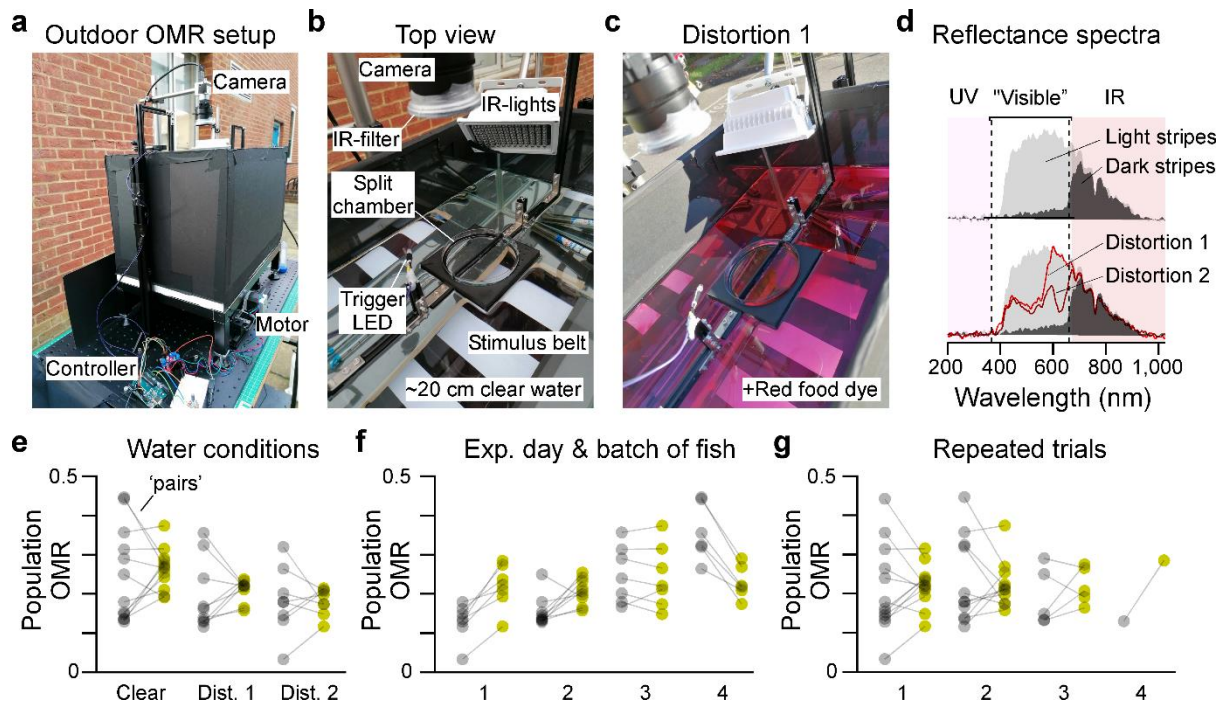 a Outdoor OMR setup
Camera
Motor
Controller
b Top view
Camera
IR-lights
IR-filter
Split
chamber
Trigger
LED
Stimulus belt
~20 cm clear water
c Distortion 1
+Red food dye
d Reflectance spectra
UV "Visible" IR
Light stripes
Dark stripes
Distortion 1
Distortion 2
200 400 600 800 1,000
Wavelength (nm)
e Water conditions
'pairs'
0.5
Population
OMR
0
Clear Dist. 1 Dist. 2
f Exp. day & batch of fish
0.5
Population
OMR
0
1 2 3 4
g Repeated trials
0.5
Population
OMR
0
1 2 3 4